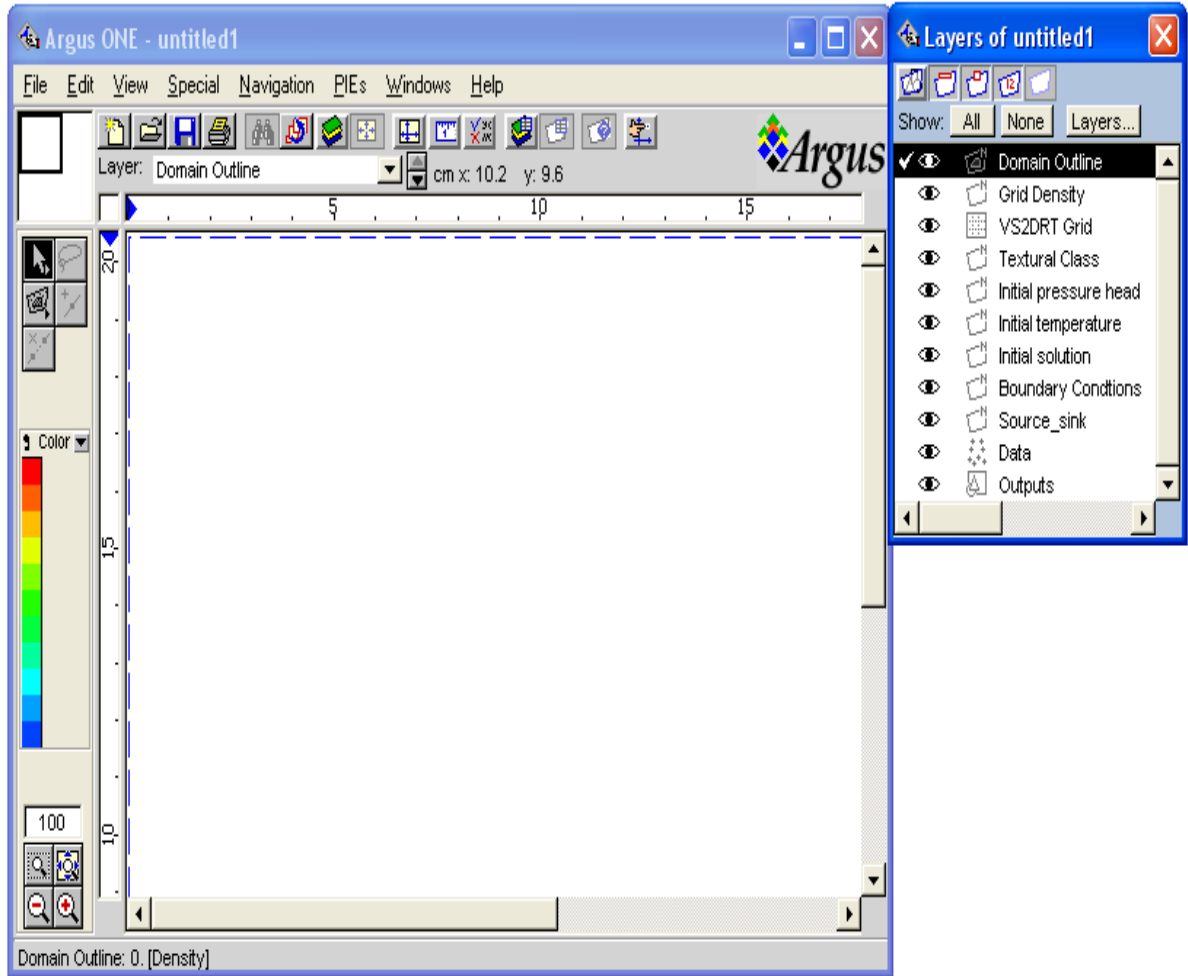 Argus ONE - untitled1
File Edit View Special Navigation PIEs Windows Help
Layer: Domain Outline cm x: 10.2 y: 9.6
Argus
5 10 15
20
15
10
Color
100
Domain Outline: 0. [Density]
Layers of untitled1
Show: All None Layers...
Domain Outline
Grid Density
VS2DRT Grid
Textural Class
Initial pressure head
Initial temperature
Initial solution
Boundary Condtions
Source_sink
Data
Outputs